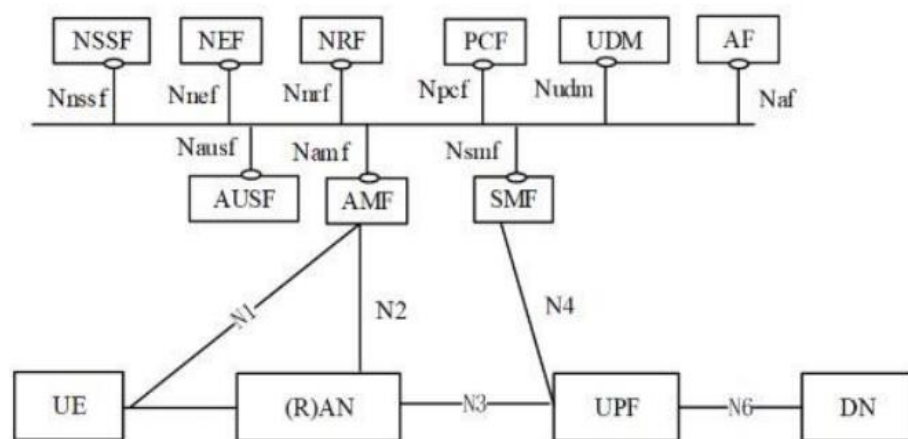 NSSF NEF NRF PCF UDM AF
Nnssf Nnef Nnrf Npcf Nudm Naf
Nausf Namf Nsmf
AUSF AMF SMF
N1 N2 N4
UE (R)AN N3 UPF N6 DN